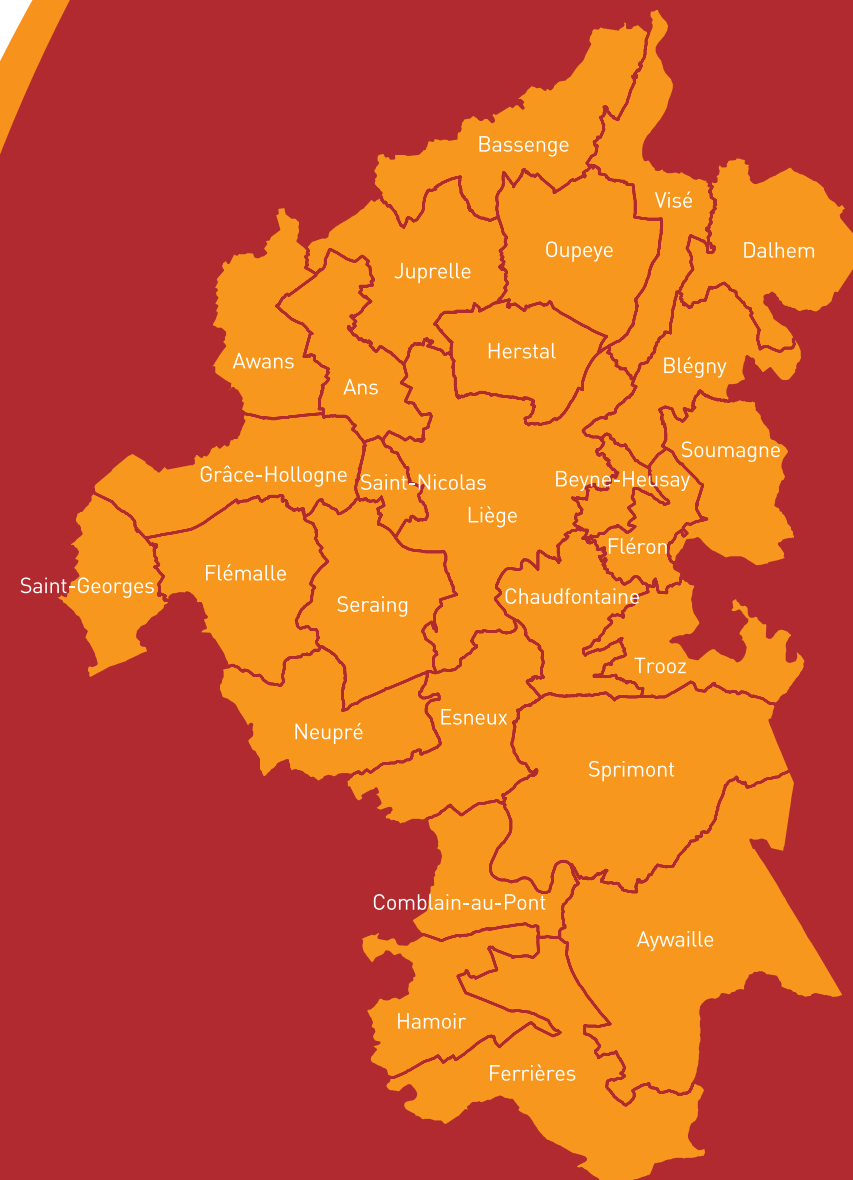 Bassenge
Visé
Oupeye
Dalhem
Juprelle
Herstal
Awans
Blégny
Ans
Soumagne
Grâce-Hollogne
Saint-Nicolas
Beyne-Heusay
Liège
Fléron
Flémalle
Saint-Georges
Chaudfontaine
Seraing
Trooz
Esneux
Neupré
Sprimont
Comblain-au-Pont
Aywaille
Hamoir
Ferrières